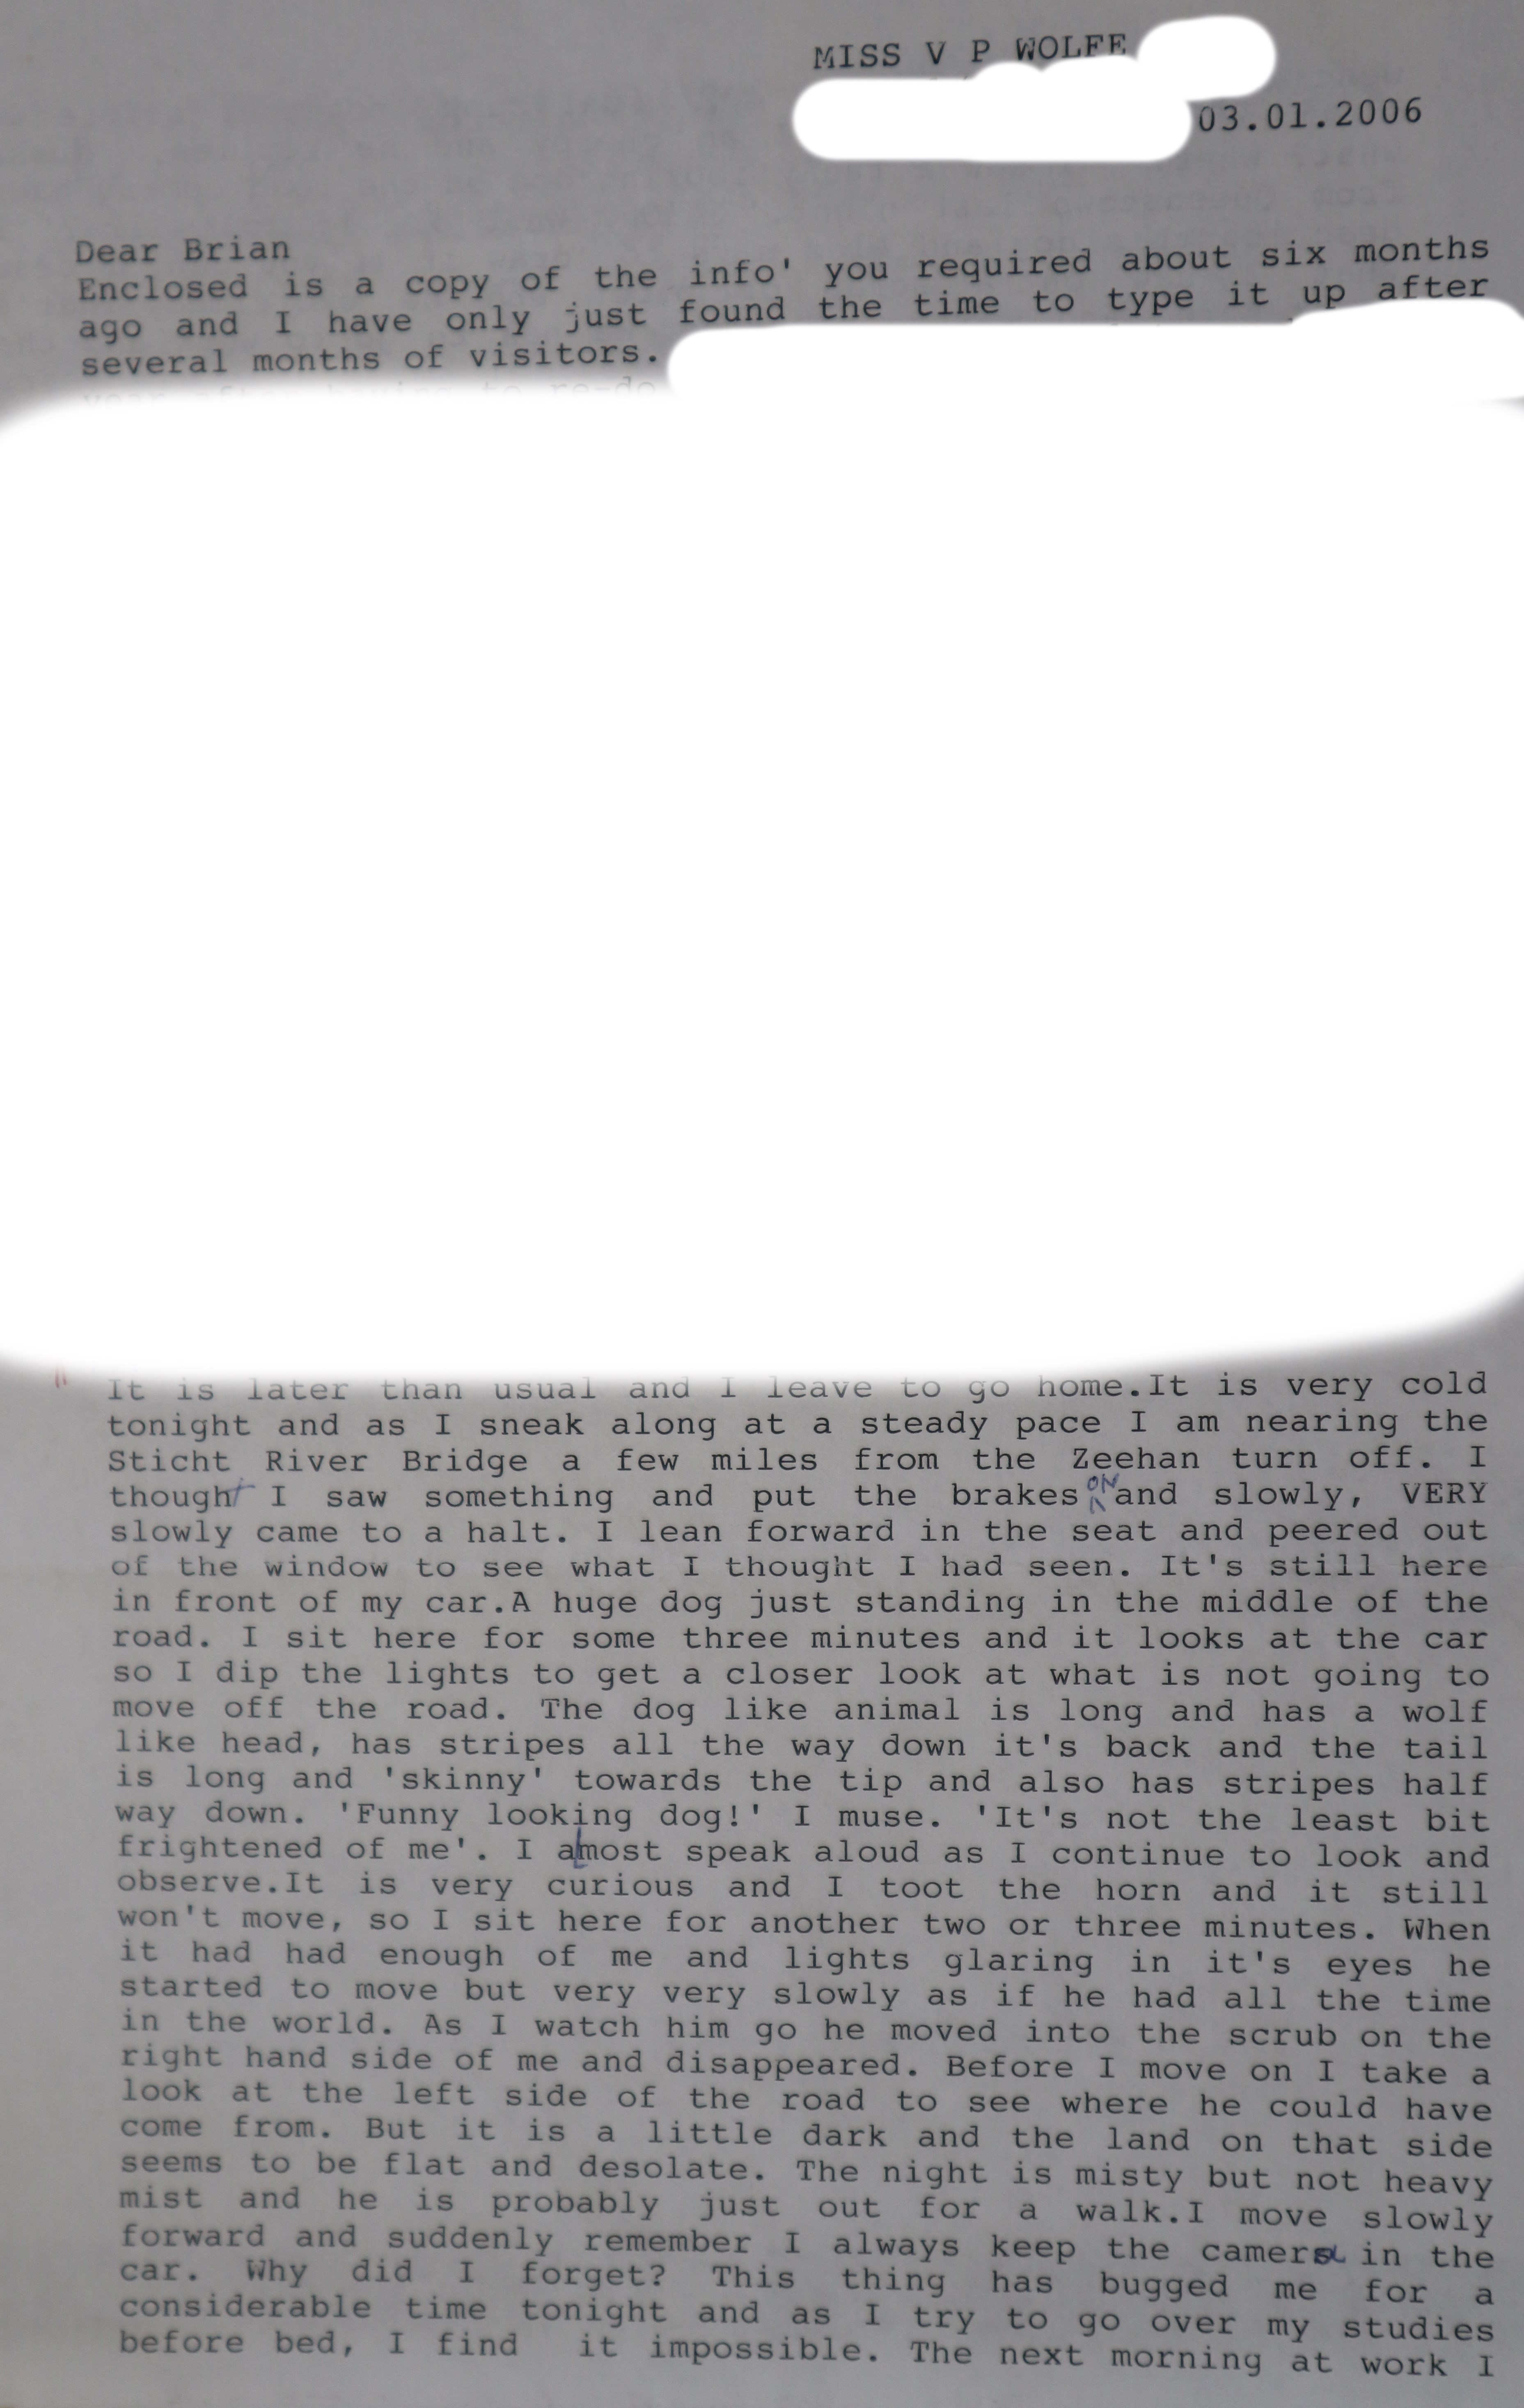 MISS V P WOLFE
03.01.2006
Dear Brian
Enclosed is a copy of the info' you required about six months
ago and I have only just found the time to type it up after
several months of visitors.
It is later than usual and I leave to go home.It is very cold
tonight and as I sneak along at a steady pace I am nearing the
Sticht River Bridge a few miles from the Zeehan turn off. I
thought I saw something and put the brakes ON and slowly, VERY
slowly came to a halt. I lean forward in the seat and peered out
of the window to see what I thought I had seen. It's still here
in front of my car.A huge dog just standing in the middle of the
road. I sit here for some three minutes and it looks at the car
so I dip the lights to get a closer look at what is not going to
move off the road. The dog like animal is long and has a wolf
like head, has stripes all the way down it's back and the tail
is long and 'skinny' towards the tip and also has stripes half
way down. 'Funny looking dog!' I muse. 'It's not the least bit
frightened of me'. I almost speak aloud as I continue to look and
observe.It is very curious and I toot the horn and it still
won't move, so I sit here for another two or three minutes. When
it had had enough of me and lights glaring in it's eyes he
started to move but very very slowly as if he had all the time
in the world. As I watch him go he moved into the scrub on the
right hand side of me and disappeared. Before I move on I take a
look at the left side of the road to see where he could have
come from. But it is a little dark and the land on that side
seems to be flat and desolate. The night is misty but not heavy
mist and he is probably just out for a walk.I move slowly
forward and suddenly remember I always keep the camera in the
car. Why did I forget? This thing has bugged me for a
considerable time tonight and as I try to go over my studies
before bed, I find it impossible. The next morning at work I